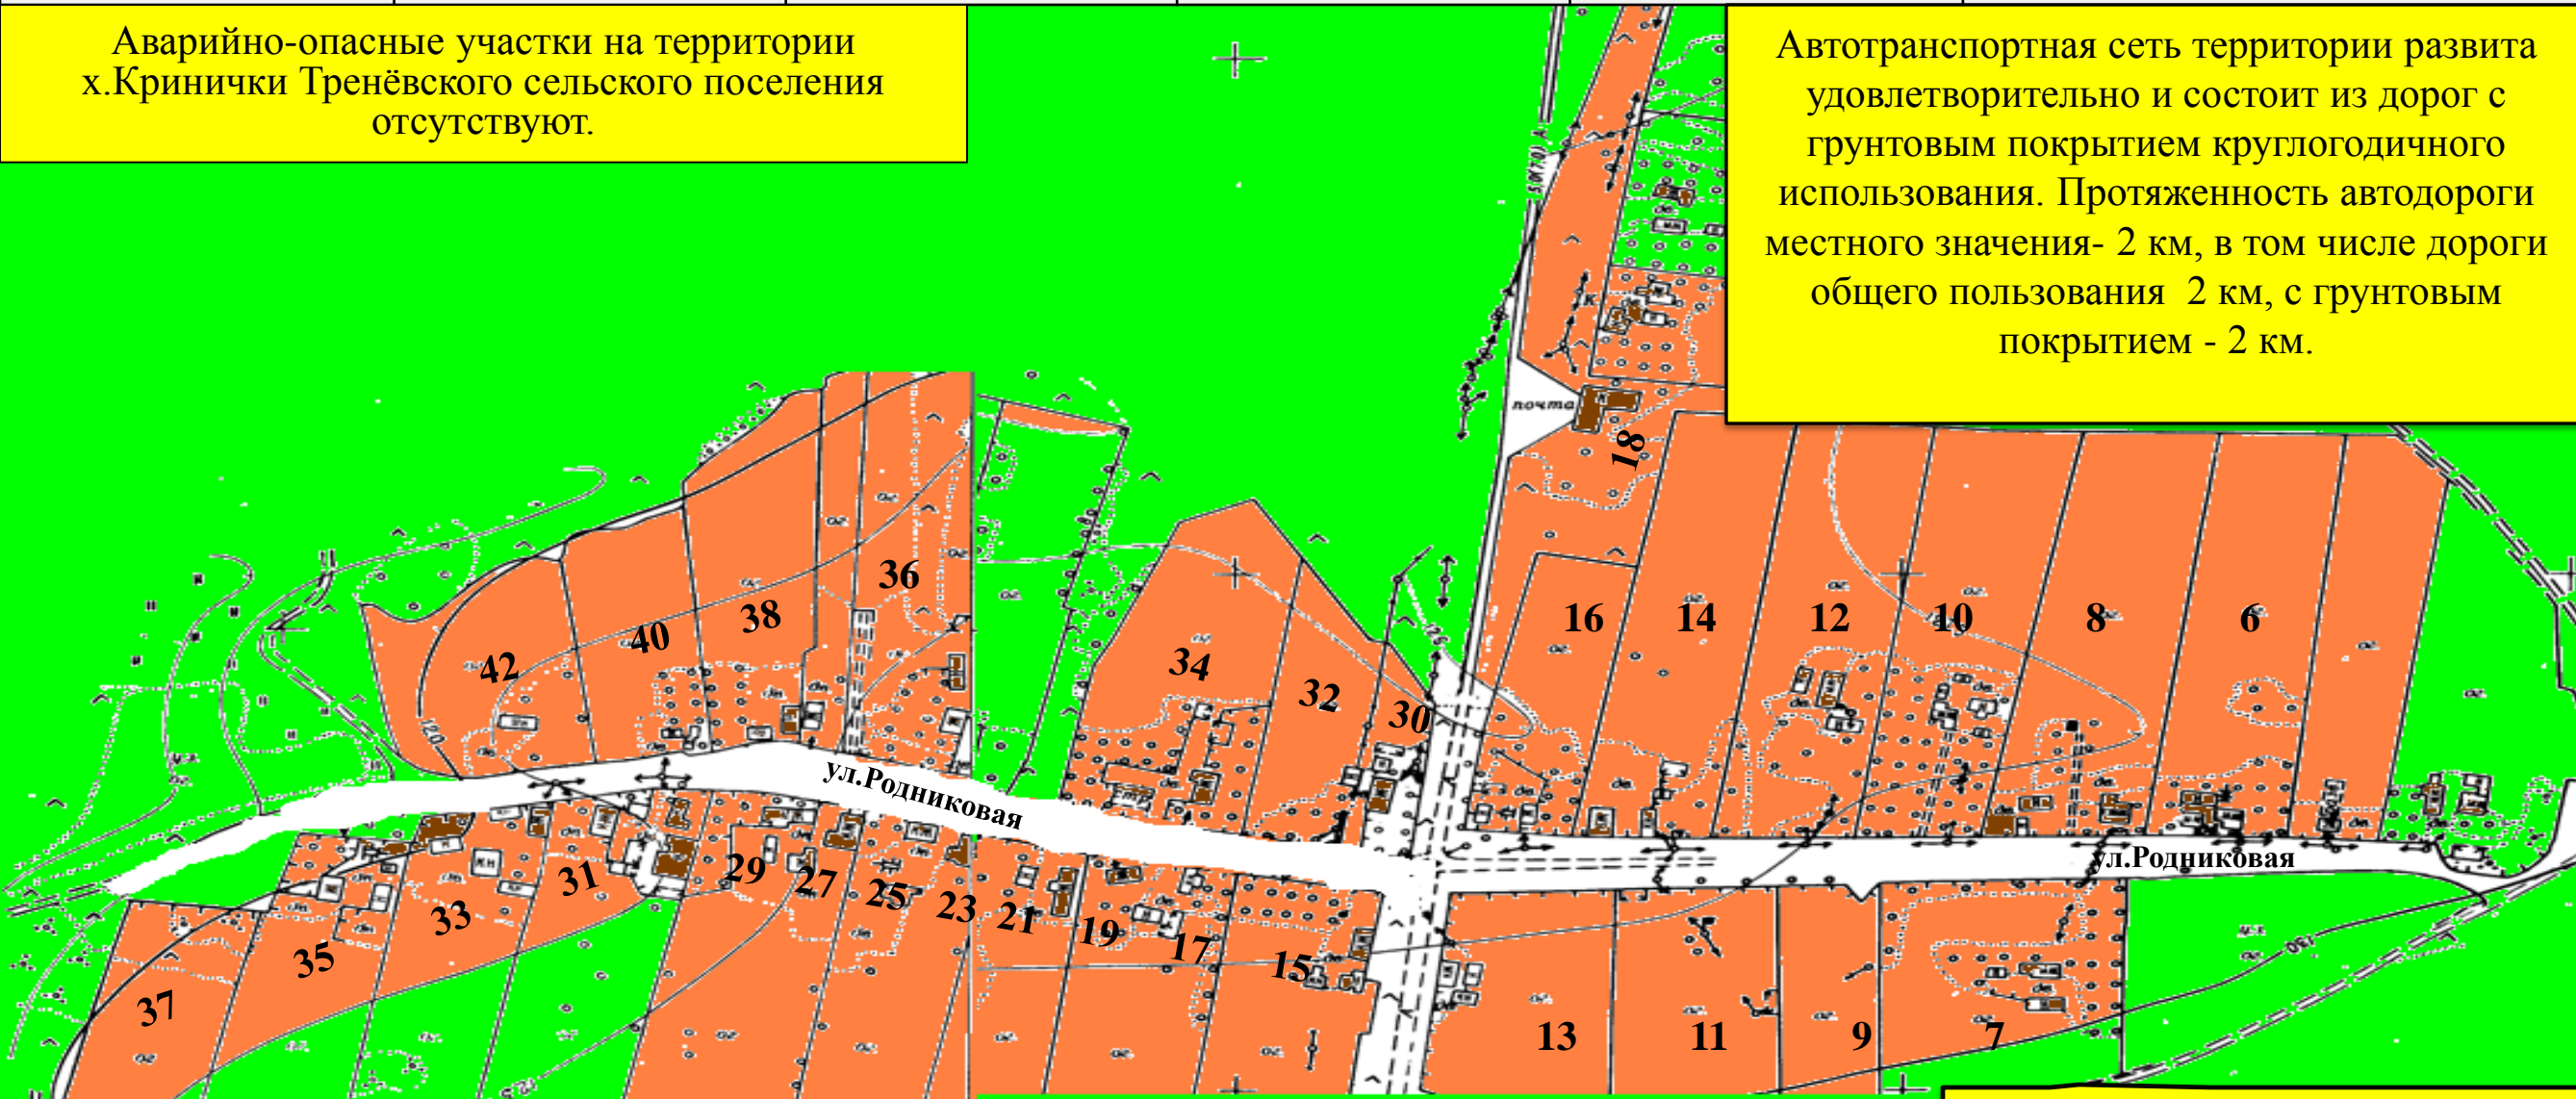 Аварийно-опасные участки на территории
х.Кринички Тренёвского сельского поселения
отсутствуют.
Автотранспортная сеть территории развита
удовлетворительно и состоит из дорог с
грунтовым покрытием круглогодичного
использования. Протяженность автодороги
местного значения- 2 км, в том числе дороги
общего пользования 2 км, с грунтовым
покрытием - 2 км.
почта
18
36
38
40
42
34
32
30
16
14
12
10
8
6
120
ул.Родниковая
ул.Родниковая
29
27
25
23
21
19
17
15
31
33
35
37
13
11
9
7
130